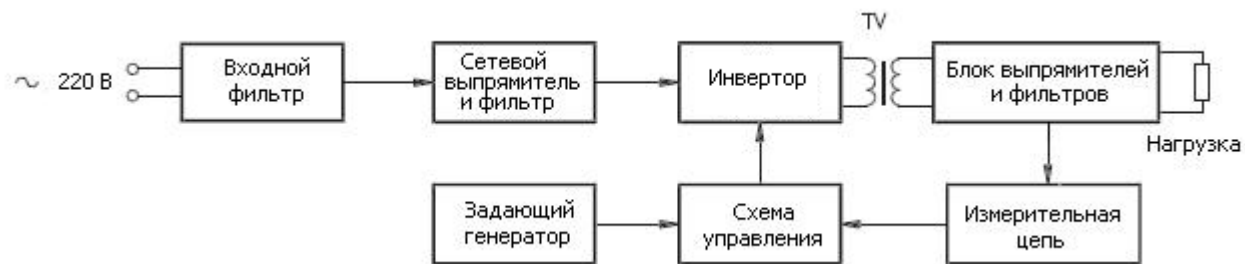 TV
~ 220 В
Входной
фильтр
Сетевой
выпрямитель
и фильтр
Инвертор
Блок выпрямителей
и фильтров
Нагрузка
Задающий
генератор
Схема
управления
Измерительная
цепь